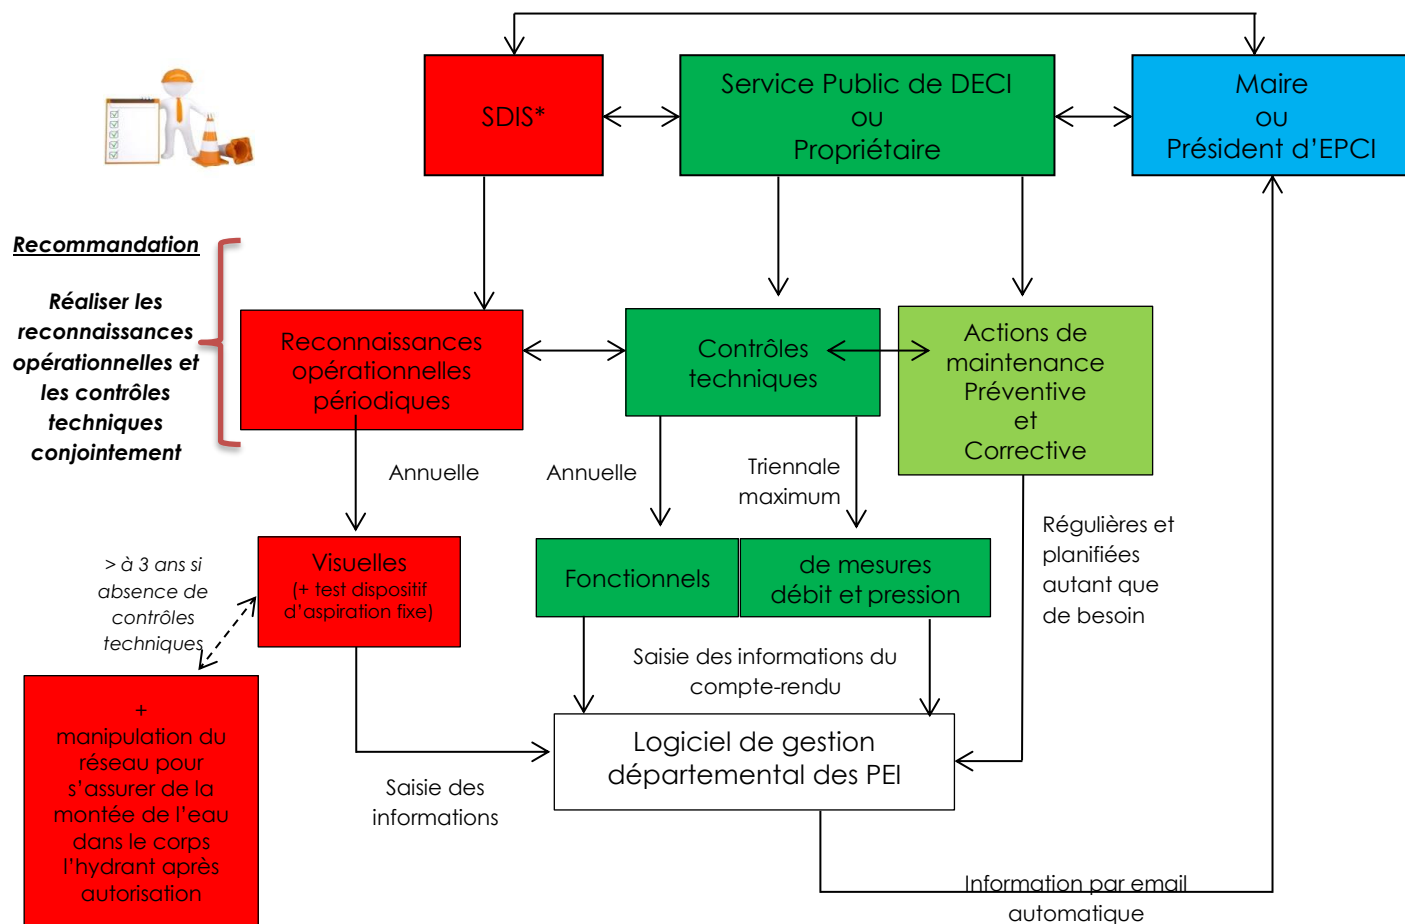 SDIS*
Service Public de DECI
ou
Propriétaire
Maire
ou
Président d'EPCI
Recommandation
Réaliser les
reconnaissances
opérationnelles et
les contrôles
techniques
conjointement
Reconnaissances
opérationnelles
périodiques
Contrôles
techniques
Actions de
maintenance
Préventive
et
Corrective
Annuelle
Annuelle
Triennale
maximum
Régulières et
planifiées
autant que
de besoin
> à 3 ans si
absence de
contrôles
techniques
Visuelles
(+ test dispositif
d'aspiration fixe)
Fonctionnels
de mesures
débit et pression
Saisie des informations du
compte-rendu
+
manipulation du
réseau pour
s'assurer de la
montée de l'eau
dans le corps
l'hydrant après
autorisation
Saisie des
informations
Logiciel de gestion
départemental des PEI
Information par email
automatique